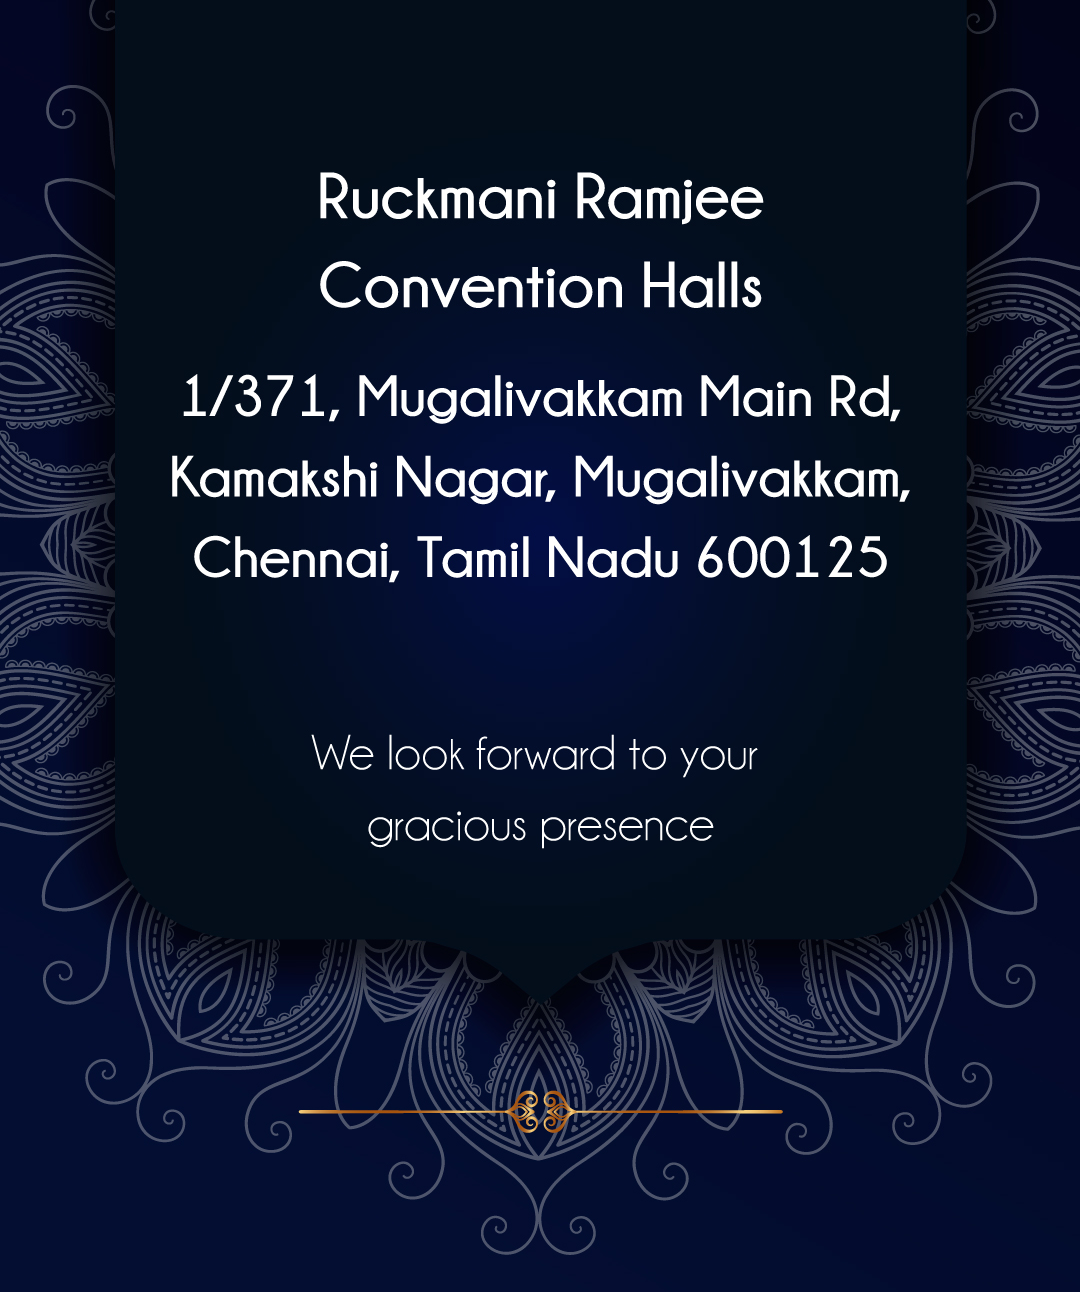 Ruckmani Ramjee
Convention Halls
1/371, Mugalivakkam Main Rd,
Kamakshi Nagar, Mugalivakkam,
Chennai, Tamil Nadu 600125
We look forward to your
gracious presence